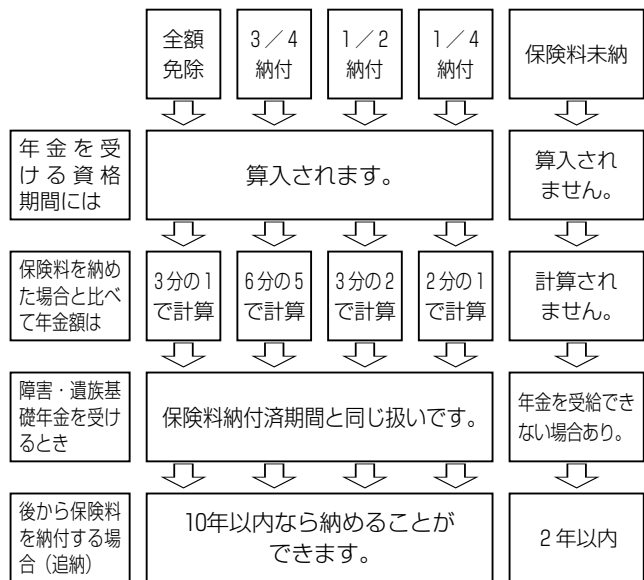 全額
免除
3／4
納付
1／2
納付
1／4
納付
保険料未納
年金を受
ける資格
期間には
算入されます。
算入され
ません。
保険料を納め
た場合と比べ
て年金額は
3分の1
で計算
6分の5
で計算
3分の2
で計算
2分の1
で計算
計算され
ません。
障害・遺族基
礎年金を受け
るとき
保険料納付済期間と同じ扱いです。
年金を受給でき
ない場合あり。
後から保険料
を納付する場
合（追納）
10年以内なら納めることが
できます。
2年以内